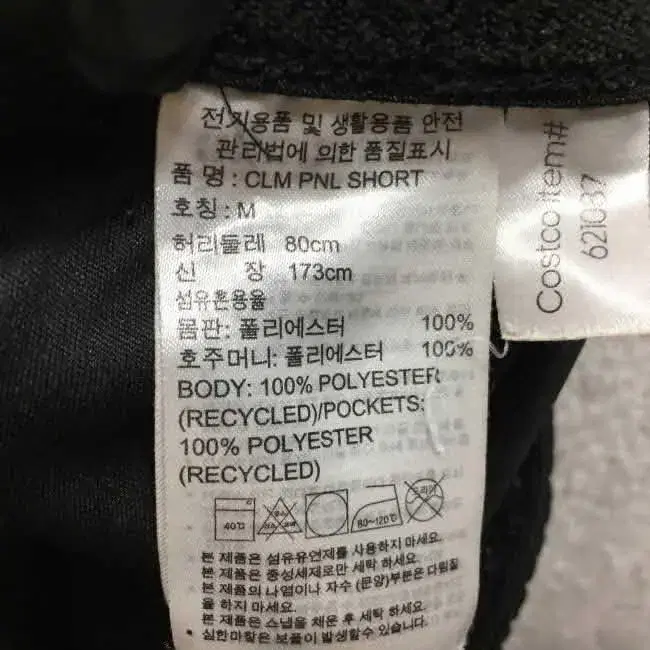 전기용품 및 생활용품 안전
관리법에 의한 품질표시
품 명 : CLM PNL SHORT
호칭 : M
허리둘레 80cm
신 장 173cm
섬유혼용율
몸판: 폴리에스터 100%
호주머니: 폴리에스터 100%
BODY: 100% POLYESTER
(RECYCLED)/POCKETS:
100% POLYESTER
(RECYCLED)
40℃
80~120℃
드라이
본 제품은 섬유유연제를 사용하지 마세요.
본 제품은 중성세제로만 세탁 하세요.
본 제품의 나염이나 자수 (문양)부분은 다림질
을 하지 마세요.
본 제품은 스냅을 채운 후 세탁 하세요.
심한마찰은 보풀이 발생할수 있습니다.
Costco item#
621037